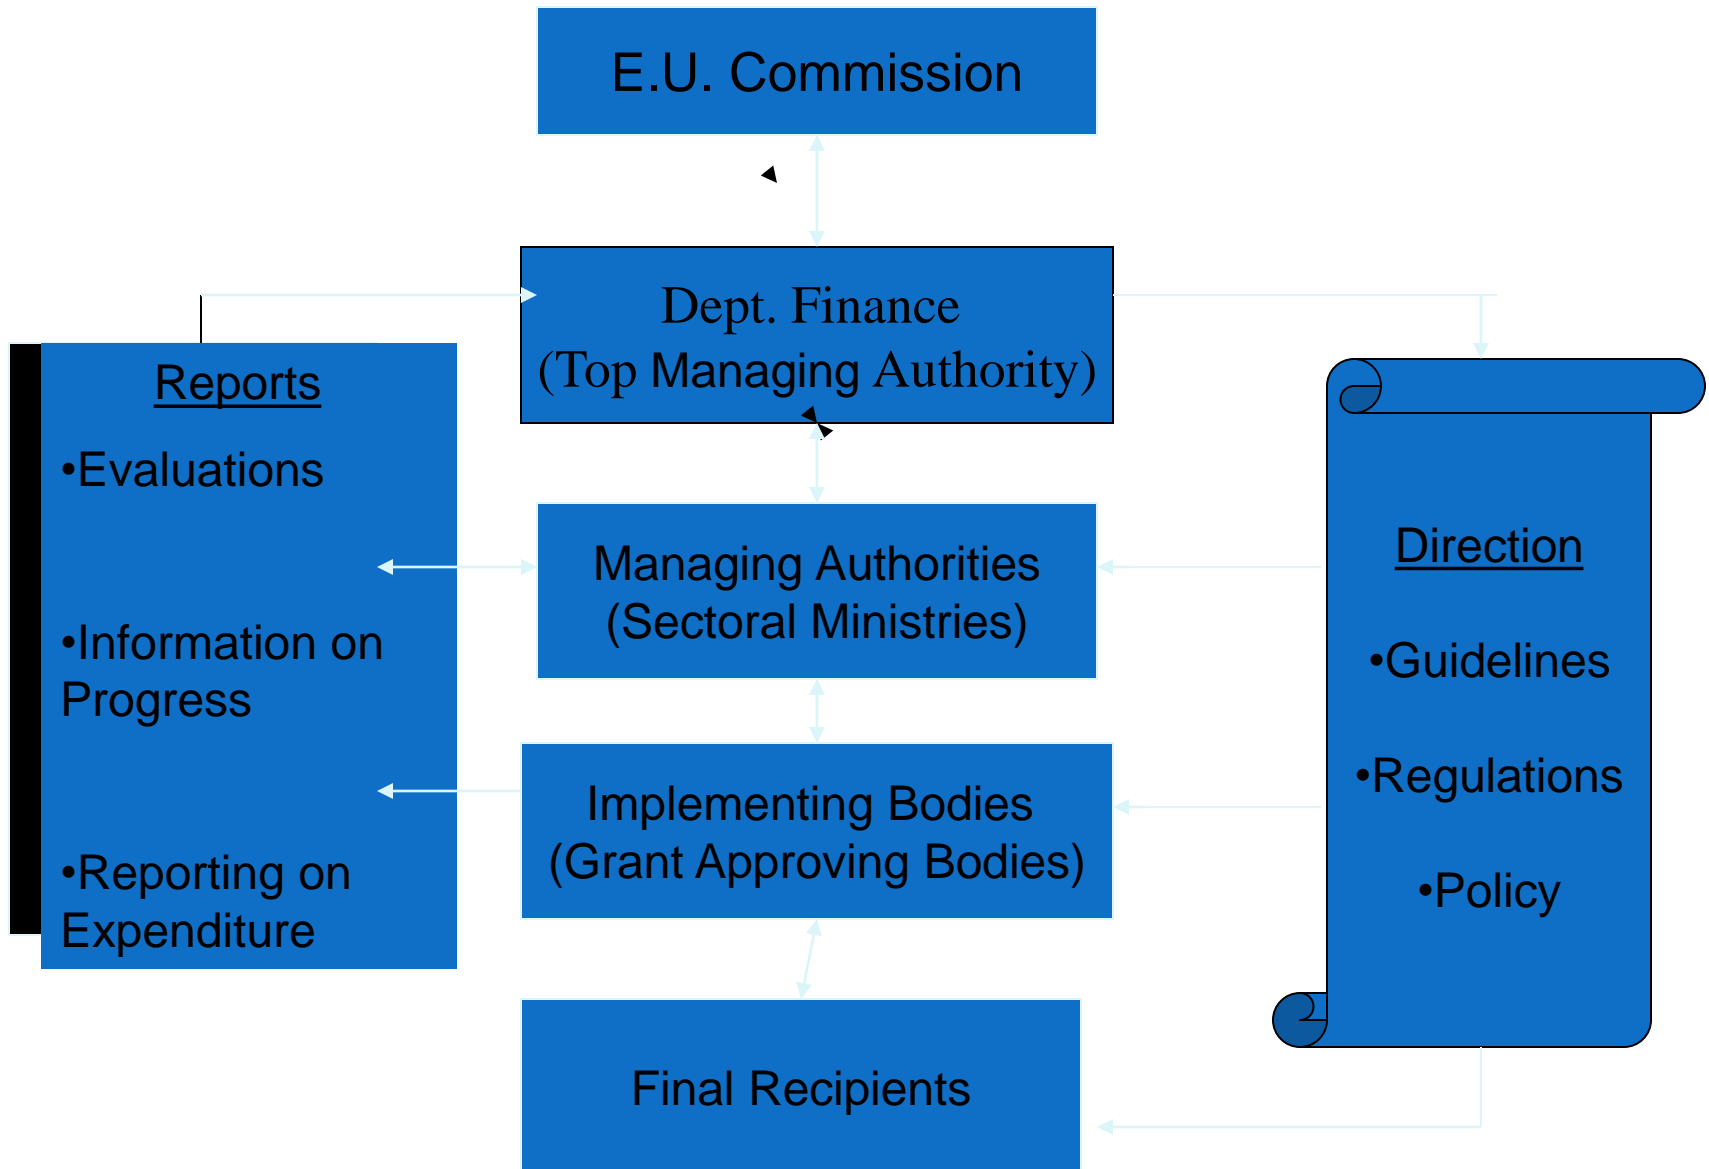 E.U. Commission
Dept. Finance
(Top Managing Authority)
Reports
•Evaluations
•Information on
Progress
•Reporting on
Expenditure
Managing Authorities
(Sectoral Ministries)
Implementing Bodies
(Grant Approving Bodies)
Final Recipients
Direction
•Guidelines
•Regulations
•Policy